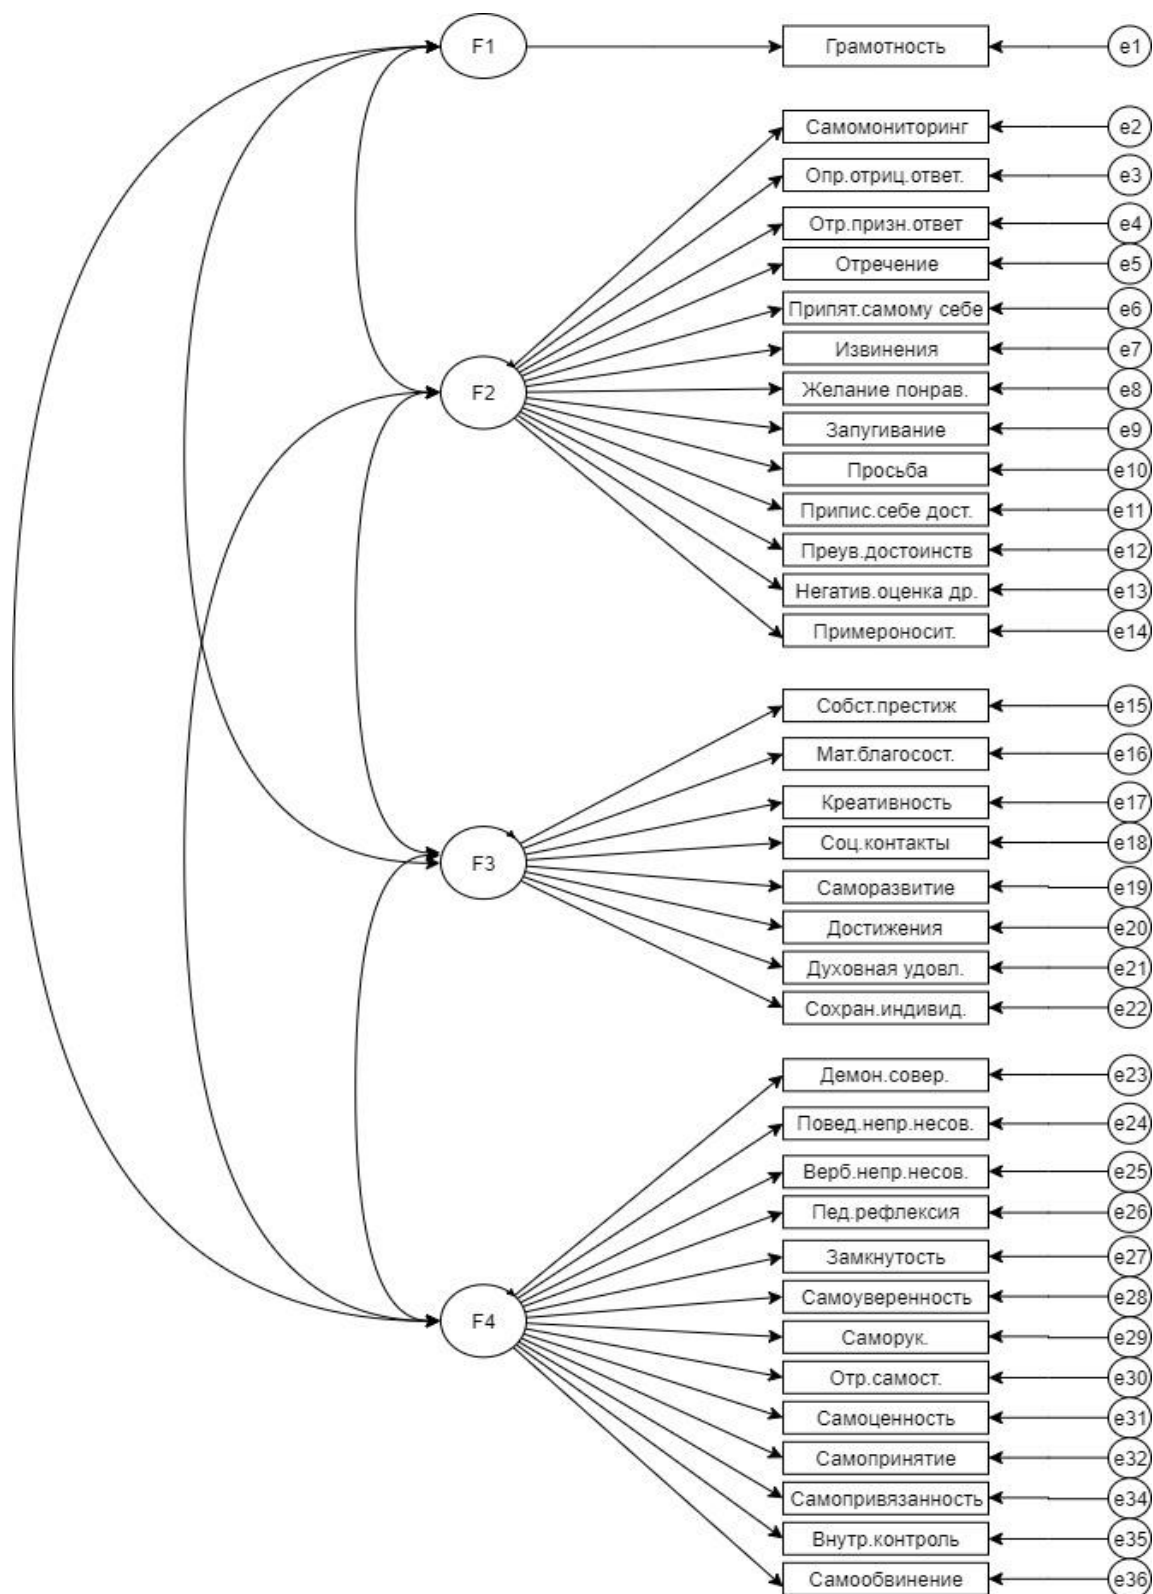 F1
Грамотность
e1
Самомониторинг
e2
Опр.отриц.ответ.
e3
Отр.призн.ответ
e4
Отречение
e5
Припят.самому себе
e6
Извинения
e7
F2
Желание понрав.
e8
Запугивание
e9
Просьба
e10
Припис.себе дост.
e11
Преув.достоинств
e12
Негатив.оценка др.
e13
Примероносит.
e14
Собст.престиж
e15
Мат.благосост.
e16
Креативность
e17
Соц.контакты
e18
F3
Саморазвитие
e19
Достижения
e20
Духовная удовл.
e21
Сохран.индивид.
e22
Демон.совер.
e23
Повед.непр.несов.
e24
Верб.непр.несов.
e25
Пед.рефлексия
e26
Замкнутость
e27
Самоуверенность
e28
F4
Саморук.
e29
Отр.самост.
e30
Самоценность
e31
Самопринятие
e32
Самопривязанность
e34
Внутр.контроль
e35
Самообвинение
e36